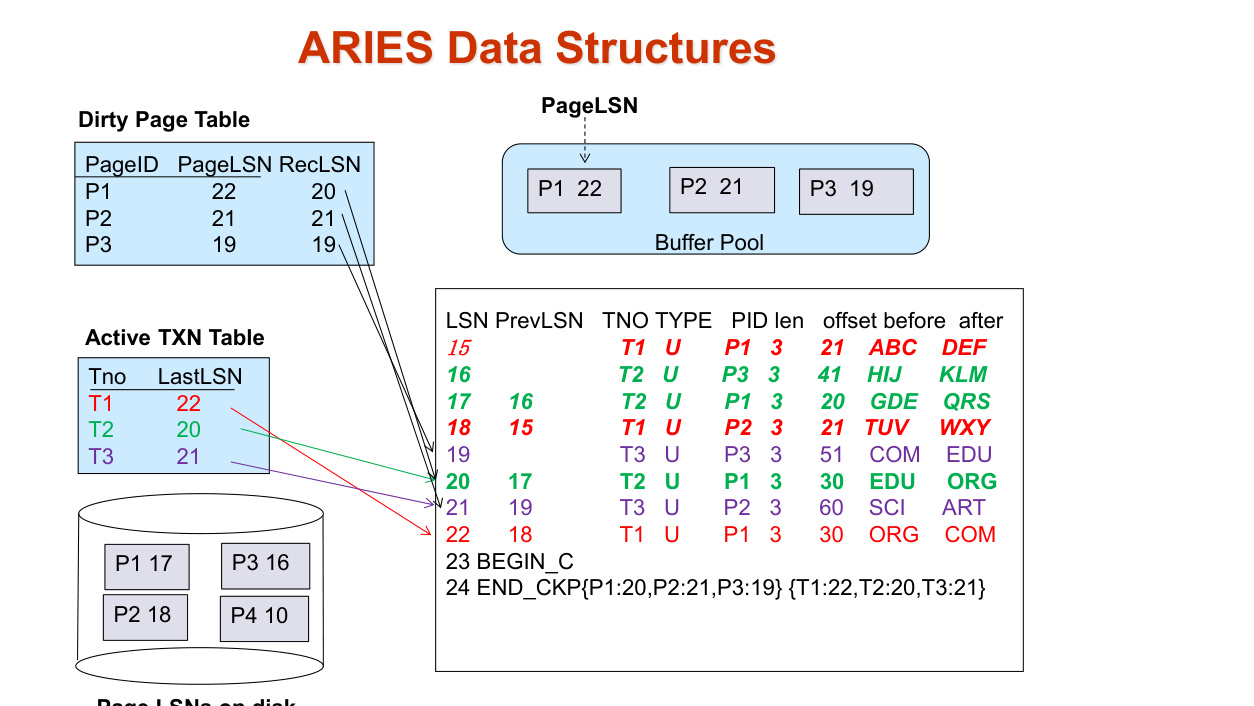 ARIES Data Structures
PageLSN
Dirty Page Table
PageID PageLSN RecLSN
P1 22 20
P2 21 21
P3 19 19
P1 22
P2 21
P3 19
Buffer Pool
Active TXN Table
Tno LastLSN
T1 22
T2 20
T3 21
LSN PrevLSN TNO TYPE PID len offset before after
15 T1 U P1 3 21 ABC DEF
16 T2 U P3 3 41 HIJ KLM
17 16 T2 U P1 3 20 GDE QRS
18 15 T1 U P2 3 21 TUV WXY
19 T3 U P3 3 51 COM EDU
20 17 T2 U P1 3 30 EDU ORG
21 19 T3 U P2 3 60 SCI ART
22 18 T1 U P1 3 30 ORG COM
23 BEGIN_C
24 END_CKP{P1:20,P2:21,P3:19} {T1:22,T2:20,T3:21}
P1 17
P3 16
P2 18
P4 10
Page LSNs on disk